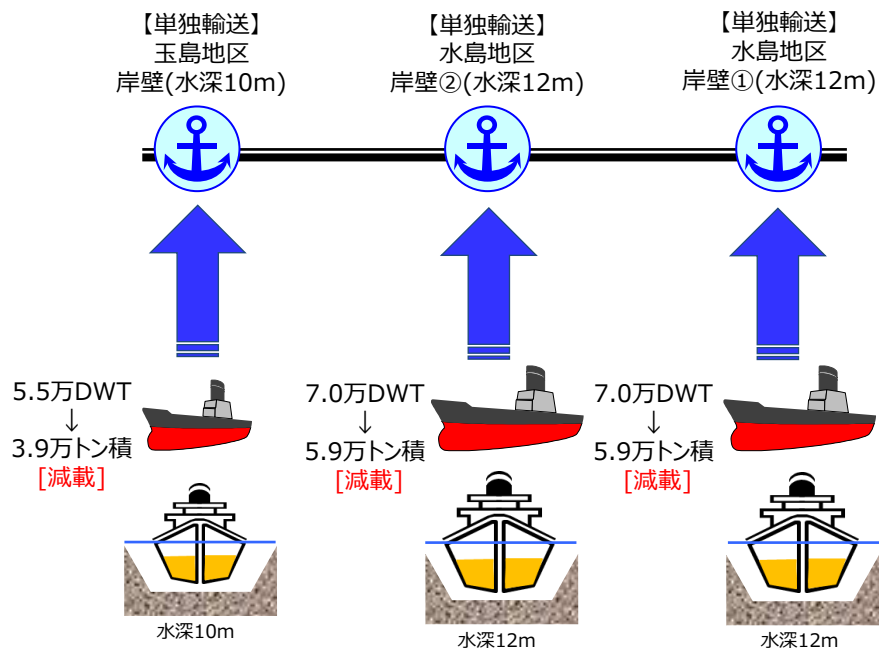 【単独輸送】
玉島地区
岸壁(水深10m)
【単独輸送】
水島地区
岸壁②(水深12m)
【単独輸送】
水島地区
岸壁①(水深12m)
5.5万DWT
↓
3.9万トン積
[減載]
7.0万DWT
↓
5.9万トン積
[減載]
7.0万DWT
↓
5.9万トン積
[減載]
水深10m
水深12m
水深12m